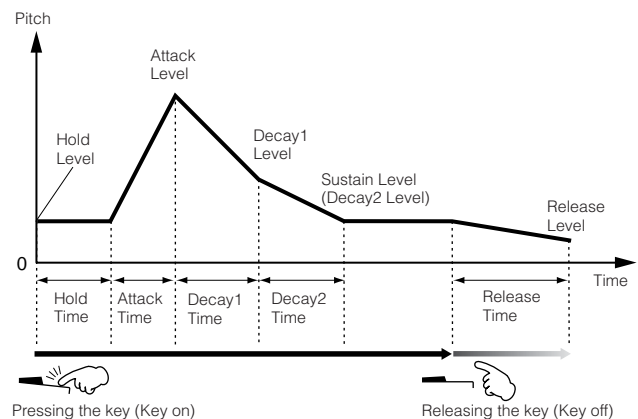 Pitch
Attack
Level
Hold
Level
Decay1
Level
Sustain Level
(Decay2 Level)
Release
Level
0
Time
Hold
Time
Attack
Time
Decay1
Time
Decay2
Time
Release
Time
Pressing the key (Key on)
Releasing the key (Key off)